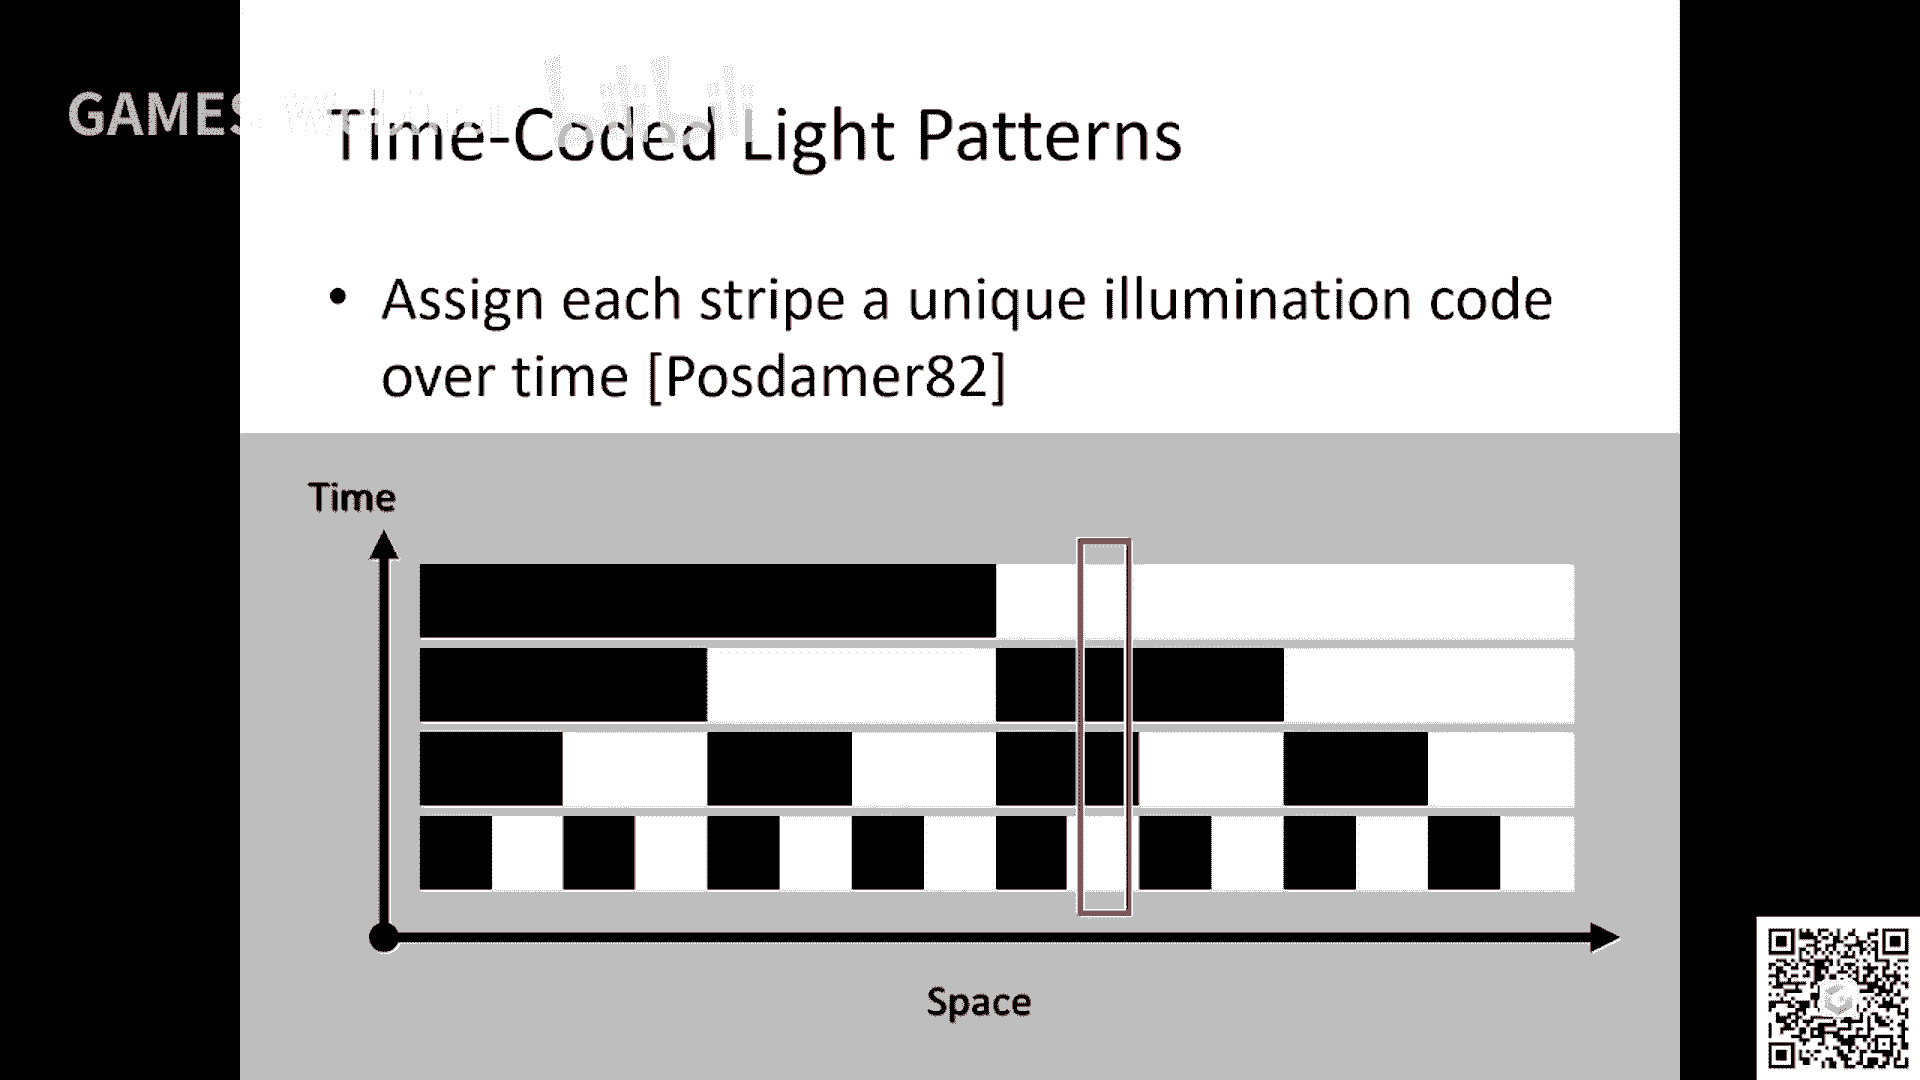 GAMES
Time-Coded Light Patterns
• Assign each stripe a unique illumination code
over time [Posdamer82]
Time
Space